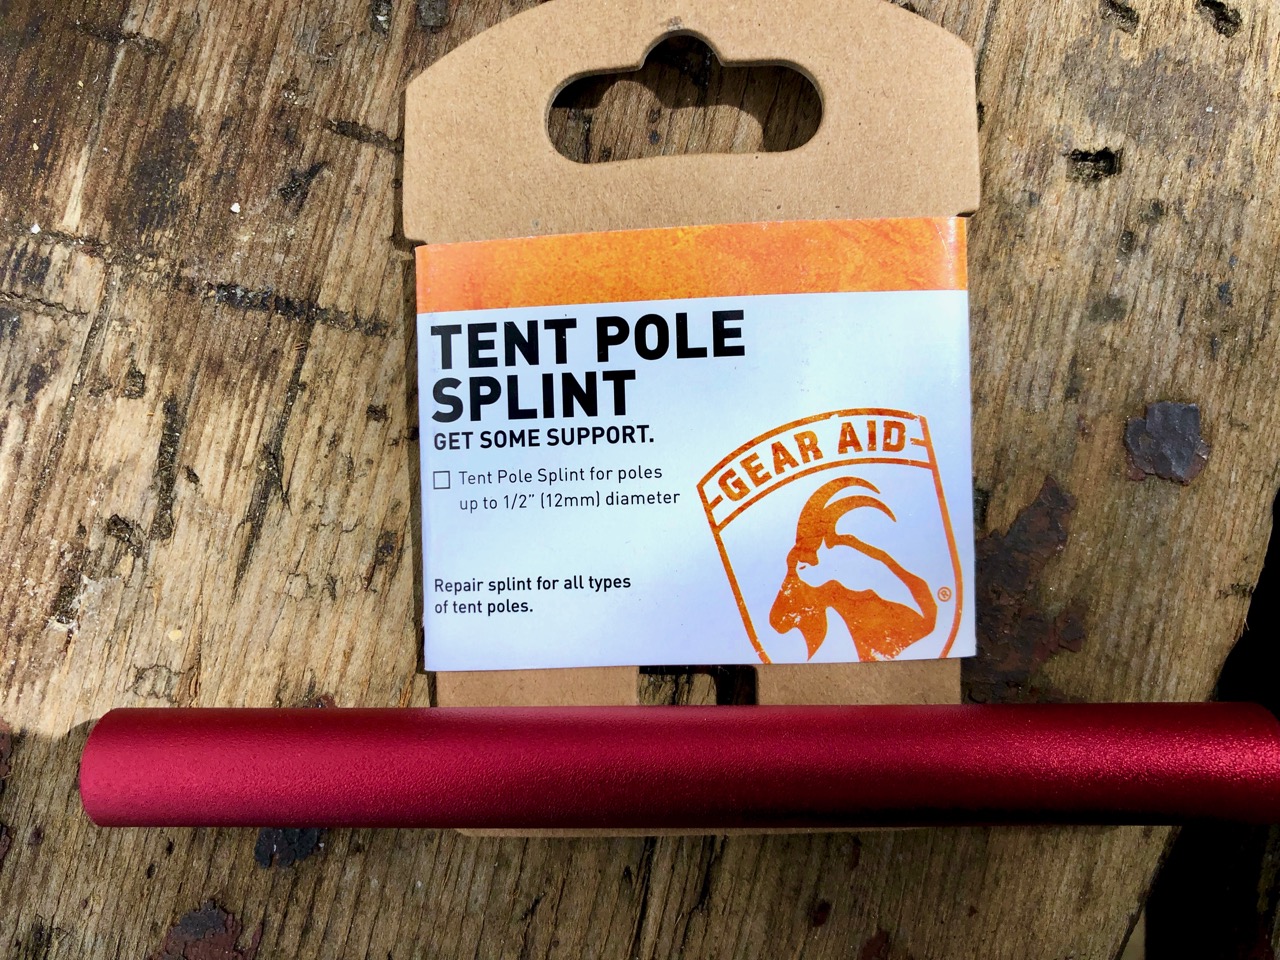 TENT POLE
SPLINT
GET SOME SUPPORT.
Tent Pole Splint for poles
up to 1/2” (12mm) diameter
Repair splint for all types
of tent poles.
GEAR AID
®